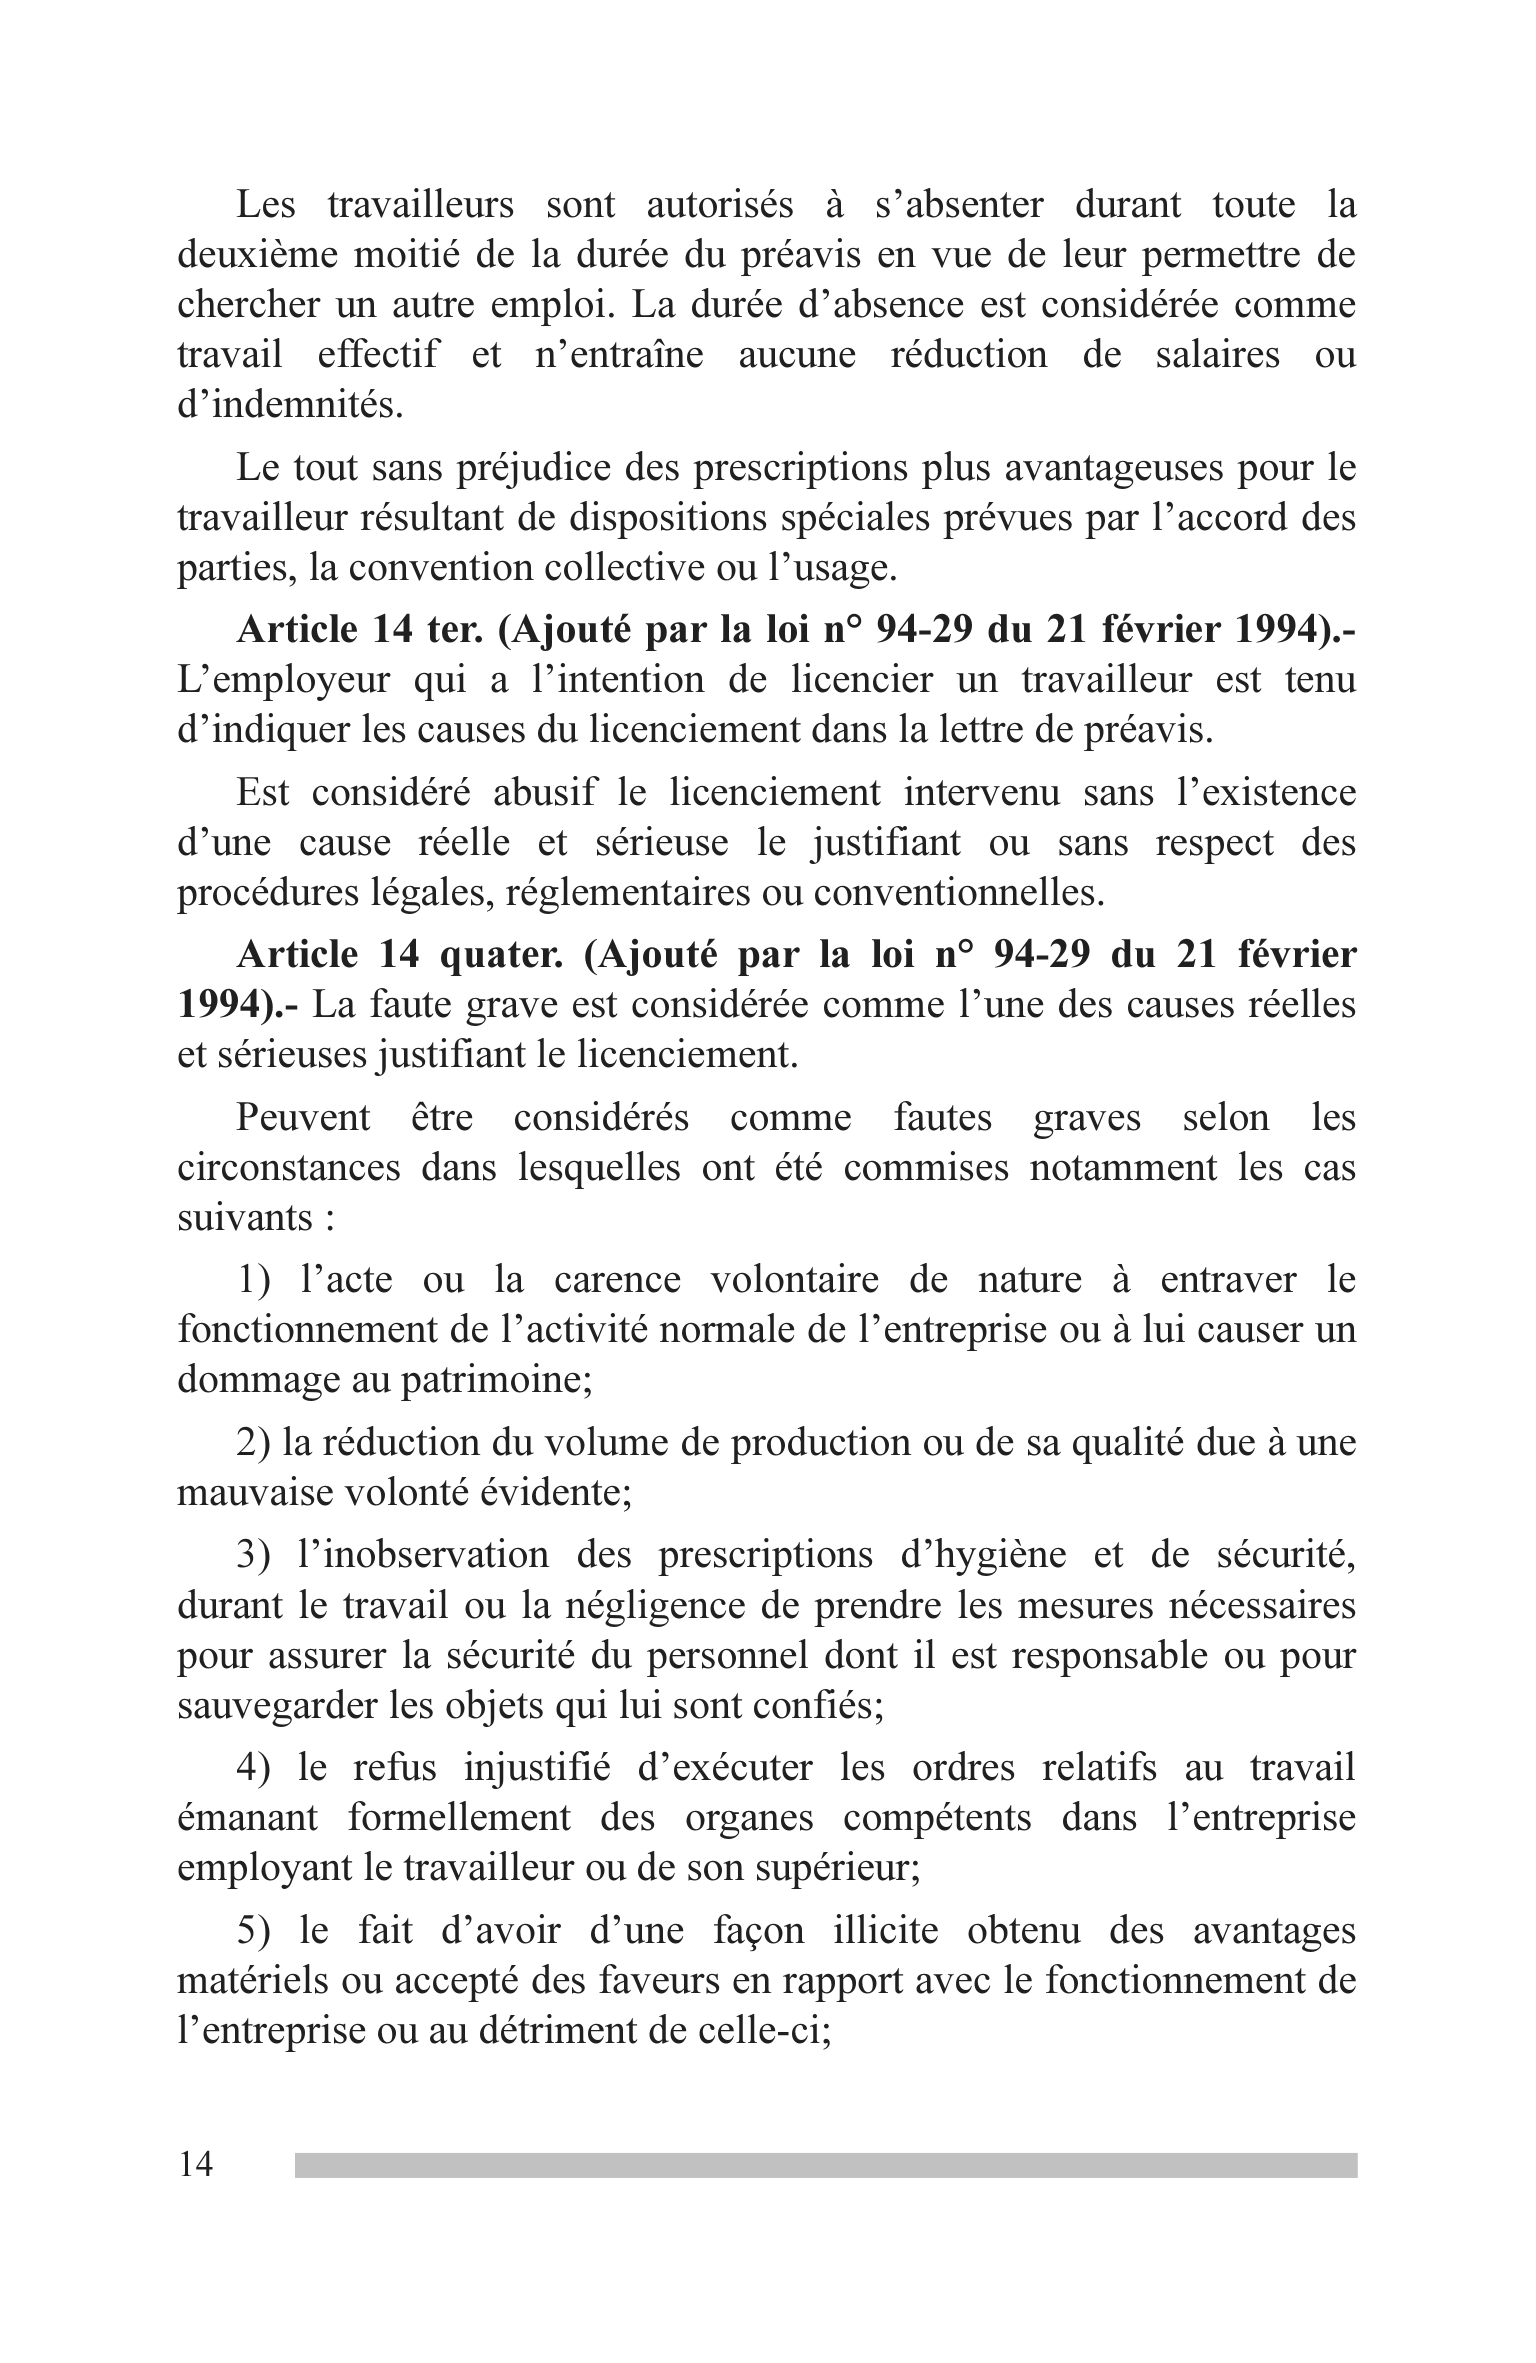 Les travailleurs sont autorisés à s’absenter durant toute la
deuxième moitié de la durée du préavis en vue de leur permettre de
chercher un autre emploi. La durée d’absence est considérée comme
travail effectif et n’entraîne aucune réduction de salaires ou
d’indemnités.
Le tout sans préjudice des prescriptions plus avantageuses pour le
travailleur résultant de dispositions spéciales prévues par l’accord des
parties, la convention collective ou l’usage.
Article 14 ter. (Ajouté par la loi n° 94-29 du 21 février 1994).-
L’employeur qui a l’intention de licencier un travailleur est tenu
d’indiquer les causes du licenciement dans la lettre de préavis.
Est considéré abusif le licenciement intervenu sans l’existence
d’une cause réelle et sérieuse le justifiant ou sans respect des
procédures légales, réglementaires ou conventionnelles.
Article 14 quater. (Ajouté par la loi n° 94-29 du 21 février
1994).- La faute grave est considérée comme l’une des causes réelles
et sérieuses justifiant le licenciement.
Peuvent être considérés comme fautes graves selon les
circonstances dans lesquelles ont été commises notamment les cas
suivants :
1) l’acte ou la carence volontaire de nature à entraver le
fonctionnement de l’activité normale de l’entreprise ou à lui causer un
dommage au patrimoine;
2) la réduction du volume de production ou de sa qualité due à une
mauvaise volonté évidente;
3) l’inobservation des prescriptions d’hygiène et de sécurité,
durant le travail ou la négligence de prendre les mesures nécessaires
pour assurer la sécurité du personnel dont il est responsable ou pour
sauvegarder les objets qui lui sont confiés;
4) le refus injustifié d’exécuter les ordres relatifs au travail
émanant formellement des organes compétents dans l’entreprise
employant le travailleur ou de son supérieur;
5) le fait d’avoir d’une façon illicite obtenu des avantages
matériels ou accepté des faveurs en rapport avec le fonctionnement de
l’entreprise ou au détriment de celle-ci;
14